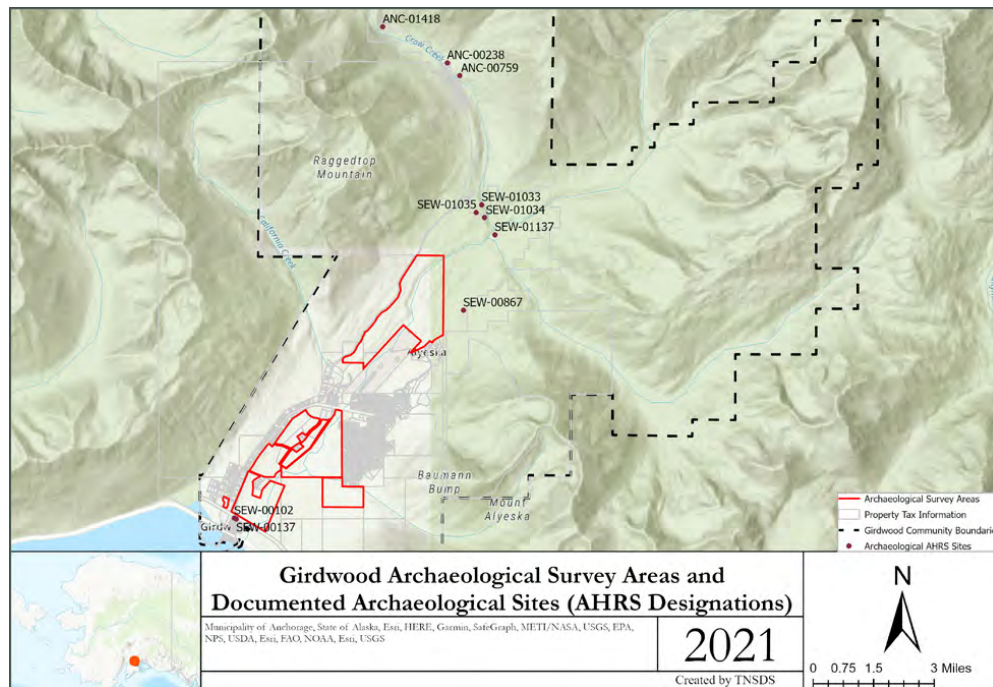 ANC-01418
Crow Creek
ANC-00238
ANC-00759
Raggedtop
Mountain
SEW-01033
SEW-01035
SEW-01034
SEW-01137
California Creek
SEW-00867
Alyeska
Baumann
Bump
Mount
Alyeska
SEW-00102
Girdw
SEW-00137
Archaeological Survey Areas
Property Tax Information
Girdwood Community Boundarie
Archaeological AHRS Sites
Girdwood Archaeological Survey Areas and
Documented Archaeological Sites (AHRS Designations)
Municipality of Anchorage, State of Alaska, Esri, HERE, Garmin, SafeGraph, METI/NASA, USGS, EPA,
NPS, USDA, Esri, FAO, NOAA, Esri, USGS
2021
Created by TNSDS
N
0 0.75 1.5 3 Miles